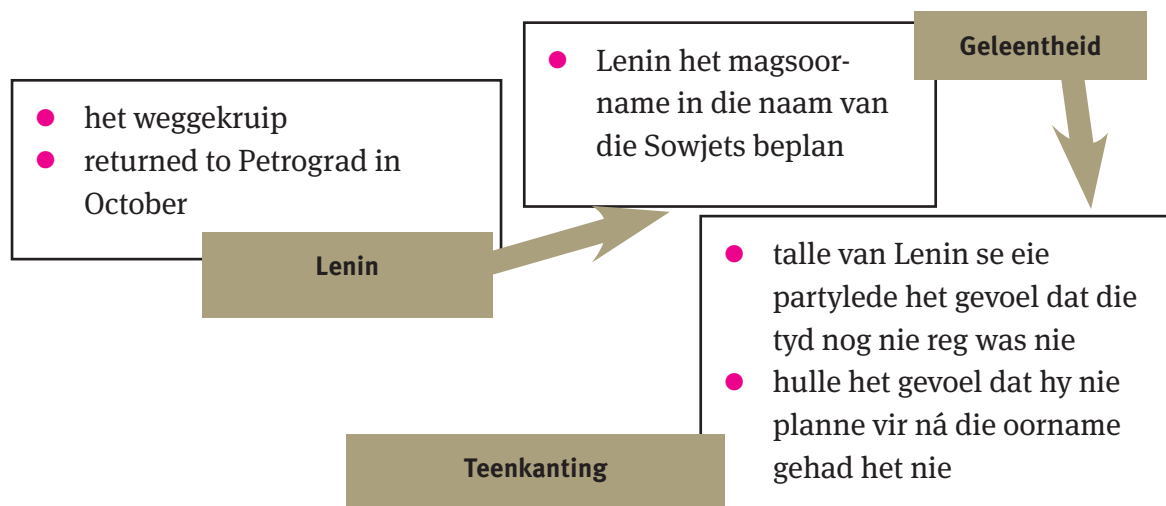 ● het weggekruip
● returned to Petrograd in
October
Lenin
● Lenin het magsoor-
name in die naam van
die Sowjets beplan
Geleentheid
● talle van Lenin se eie
partylede het gevoel dat die
tyd nog nie reg was nie
● hulle het gevoel dat hy nie
planne vir ná die oorname
gehad het nie
Teenkanting